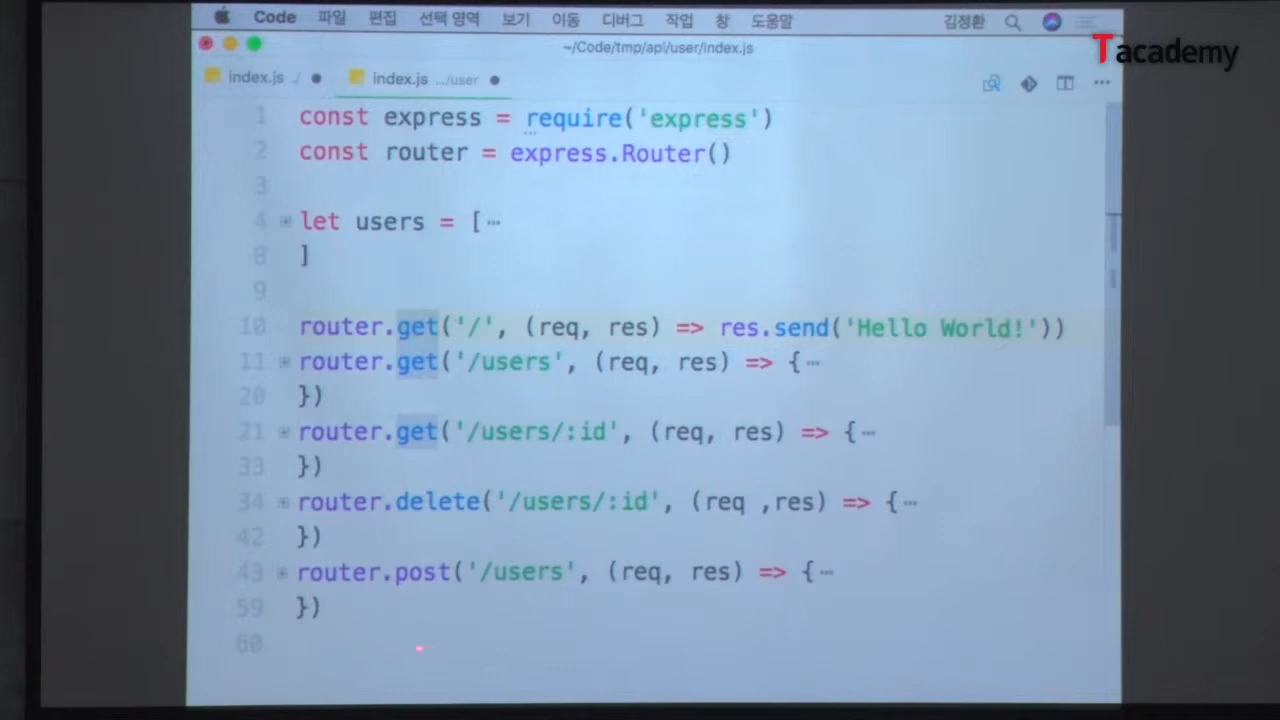 Code 파일 편집 선택 영역 보기 이동 디버그 작업 창 도움말 김정환
~/Code/tmp/api/user/index.js
Tacademy
index.js ./ index.js .../user
1 const express = require('express')
2 const router = express.Router()
3
4 let users = [
8 ]
9
10 router.get('/', (req, res) => res.send('Hello World!'))
11 router.get('/users', (req, res) => {
20 })
21 router.get('/users/:id', (req, res) => {
33 })
34 router.delete('/users/:id', (req ,res) => {
42 })
43 router.post('/users', (req, res) => {
59 })
60